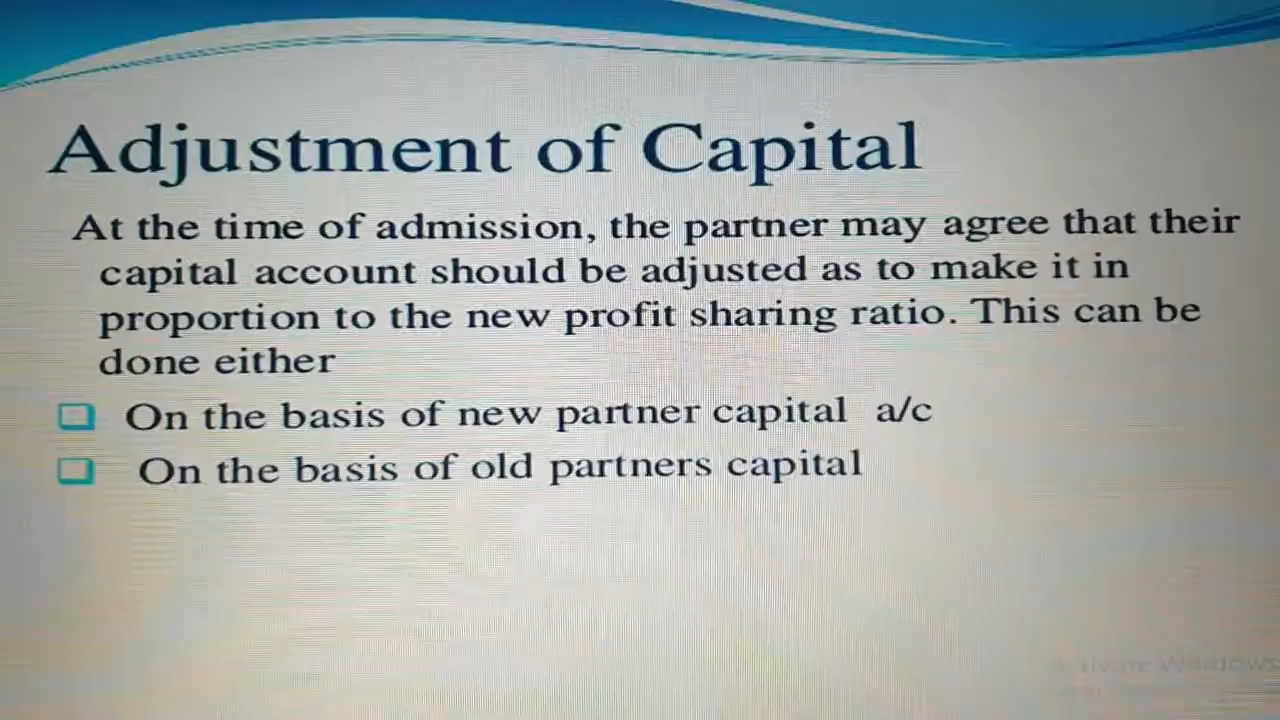 Adjustment of Capital
At the time of admission, the partner may agree that their
capital account should be adjusted as to make it in
proportion to the new profit sharing ratio. This can be
done either
On the basis of new partner capital a/c
On the basis of old partners capital
Activate Windows